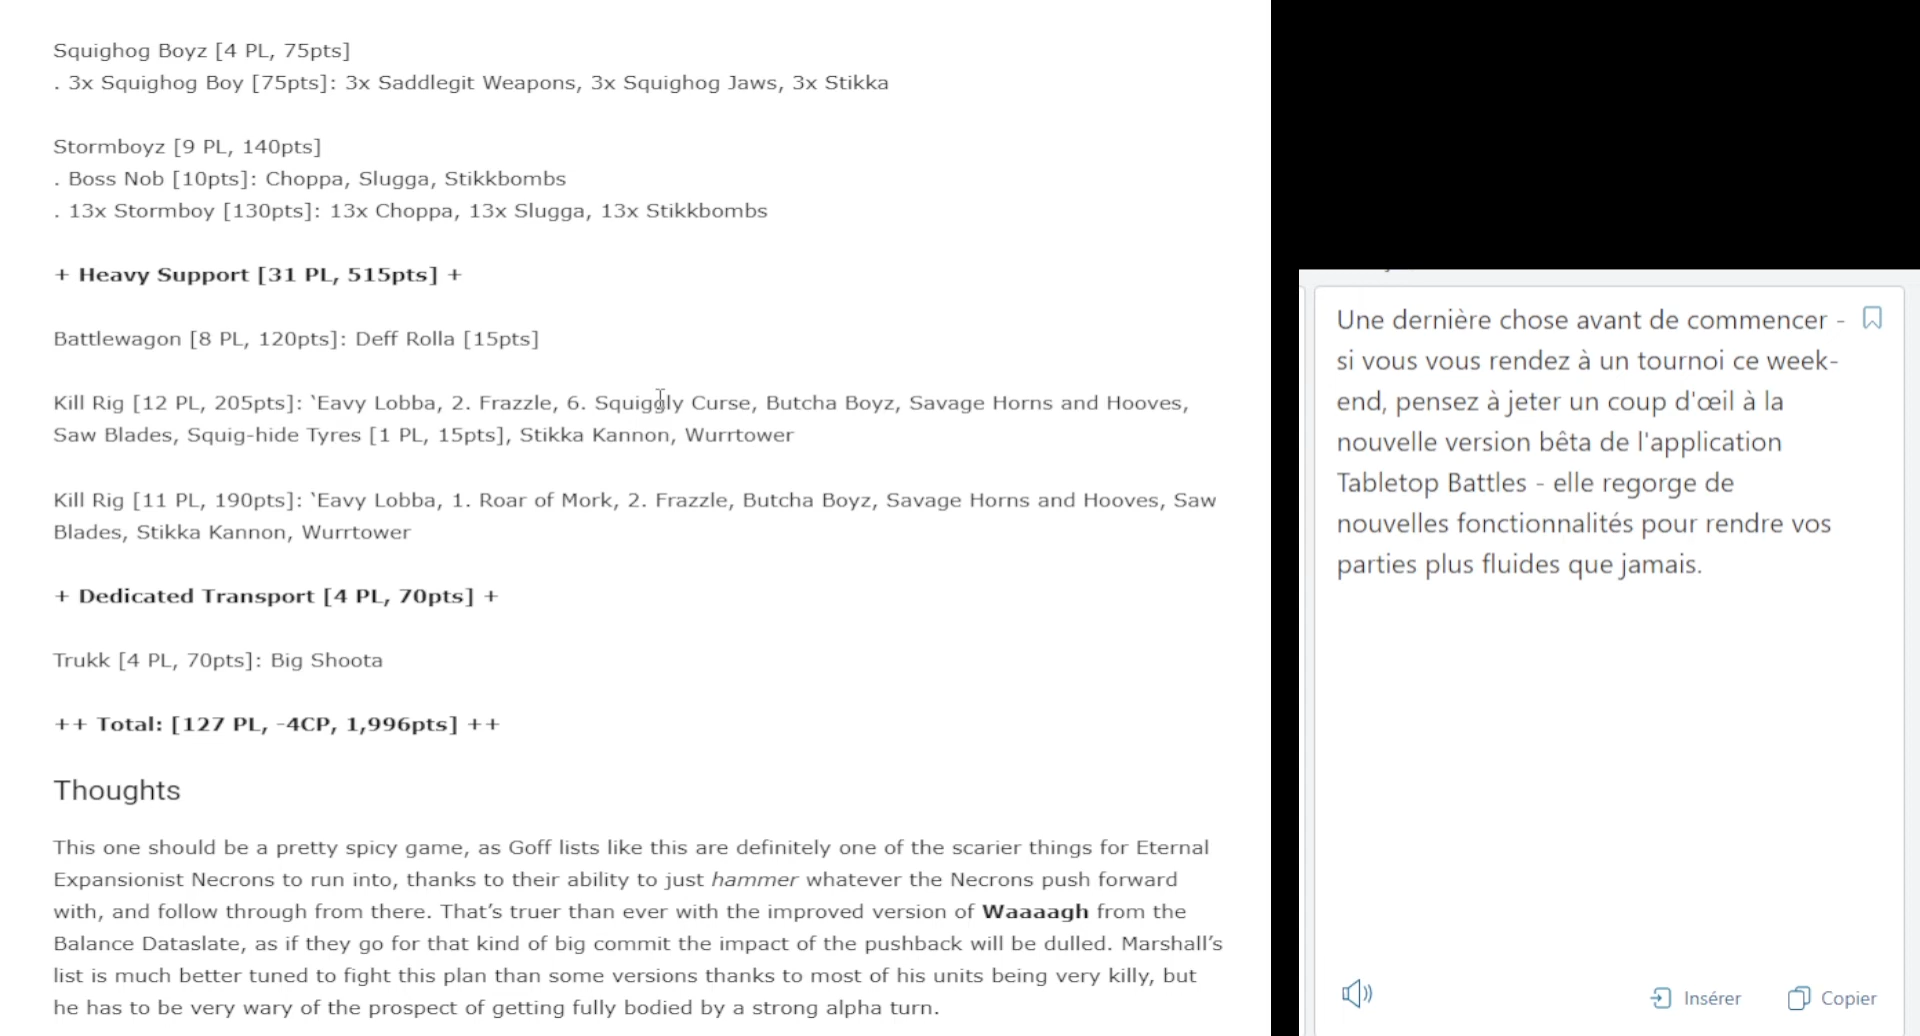 Squighog Boyz [4 PL, 75pts]
. 3x Squighog Boy [75pts]: 3x Saddlegit Weapons, 3x Squighog Jaws, 3x Stikka
Stormboyz [9 PL, 140pts]
. Boss Nob [10pts]: Choppa, Slugga, Stikkbombs
. 13x Stormboy [130pts]: 13x Choppa, 13x Slugga, 13x Stikkbombs
+ Heavy Support [31 PL, 515pts] +
Battlewagon [8 PL, 120pts]: Deff Rolla [15pts]
Kill Rig [12 PL, 205pts]: ‘Eavy Lobba, 2. Frazzle, 6. Squiggly Curse, Butcha Boyz, Savage Horns and Hooves,
Saw Blades, Squig-hide Tyres [1 PL, 15pts], Stikka Kannon, Wurrtower
Kill Rig [11 PL, 190pts]: ‘Eavy Lobba, 1. Roar of Mork, 2. Frazzle, Butcha Boyz, Savage Horns and Hooves, Saw
Blades, Stikka Kannon, Wurrtower
+ Dedicated Transport [4 PL, 70pts] +
Trukk [4 PL, 70pts]: Big Shoota
++ Total: [127 PL, -4CP, 1,996pts] ++
Thoughts
This one should be a pretty spicy game, as Goff lists like this are definitely one of the scarier things for Eternal
Expansionist Necrons to run into, thanks to their ability to just hammer whatever the Necrons push forward
with, and follow through from there. That’s truer than ever with the improved version of Waaaagh from the
Balance Dataslate, as if they go for that kind of big commit the impact of the pushback will be dulled. Marshall’s
list is much better tuned to fight this plan than some versions thanks to most of his units being very killy, but
he has to be very wary of the prospect of getting fully bodied by a strong alpha turn.
Une dernière chose avant de commencer -
si vous vous rendez à un tournoi ce week-
end, pensez à jeter un coup d'œil à la
nouvelle version bêta de l'application
Tabletop Battles - elle regorge de
nouvelles fonctionnalités pour rendre vos
parties plus fluides que jamais.
Insérer
Copier